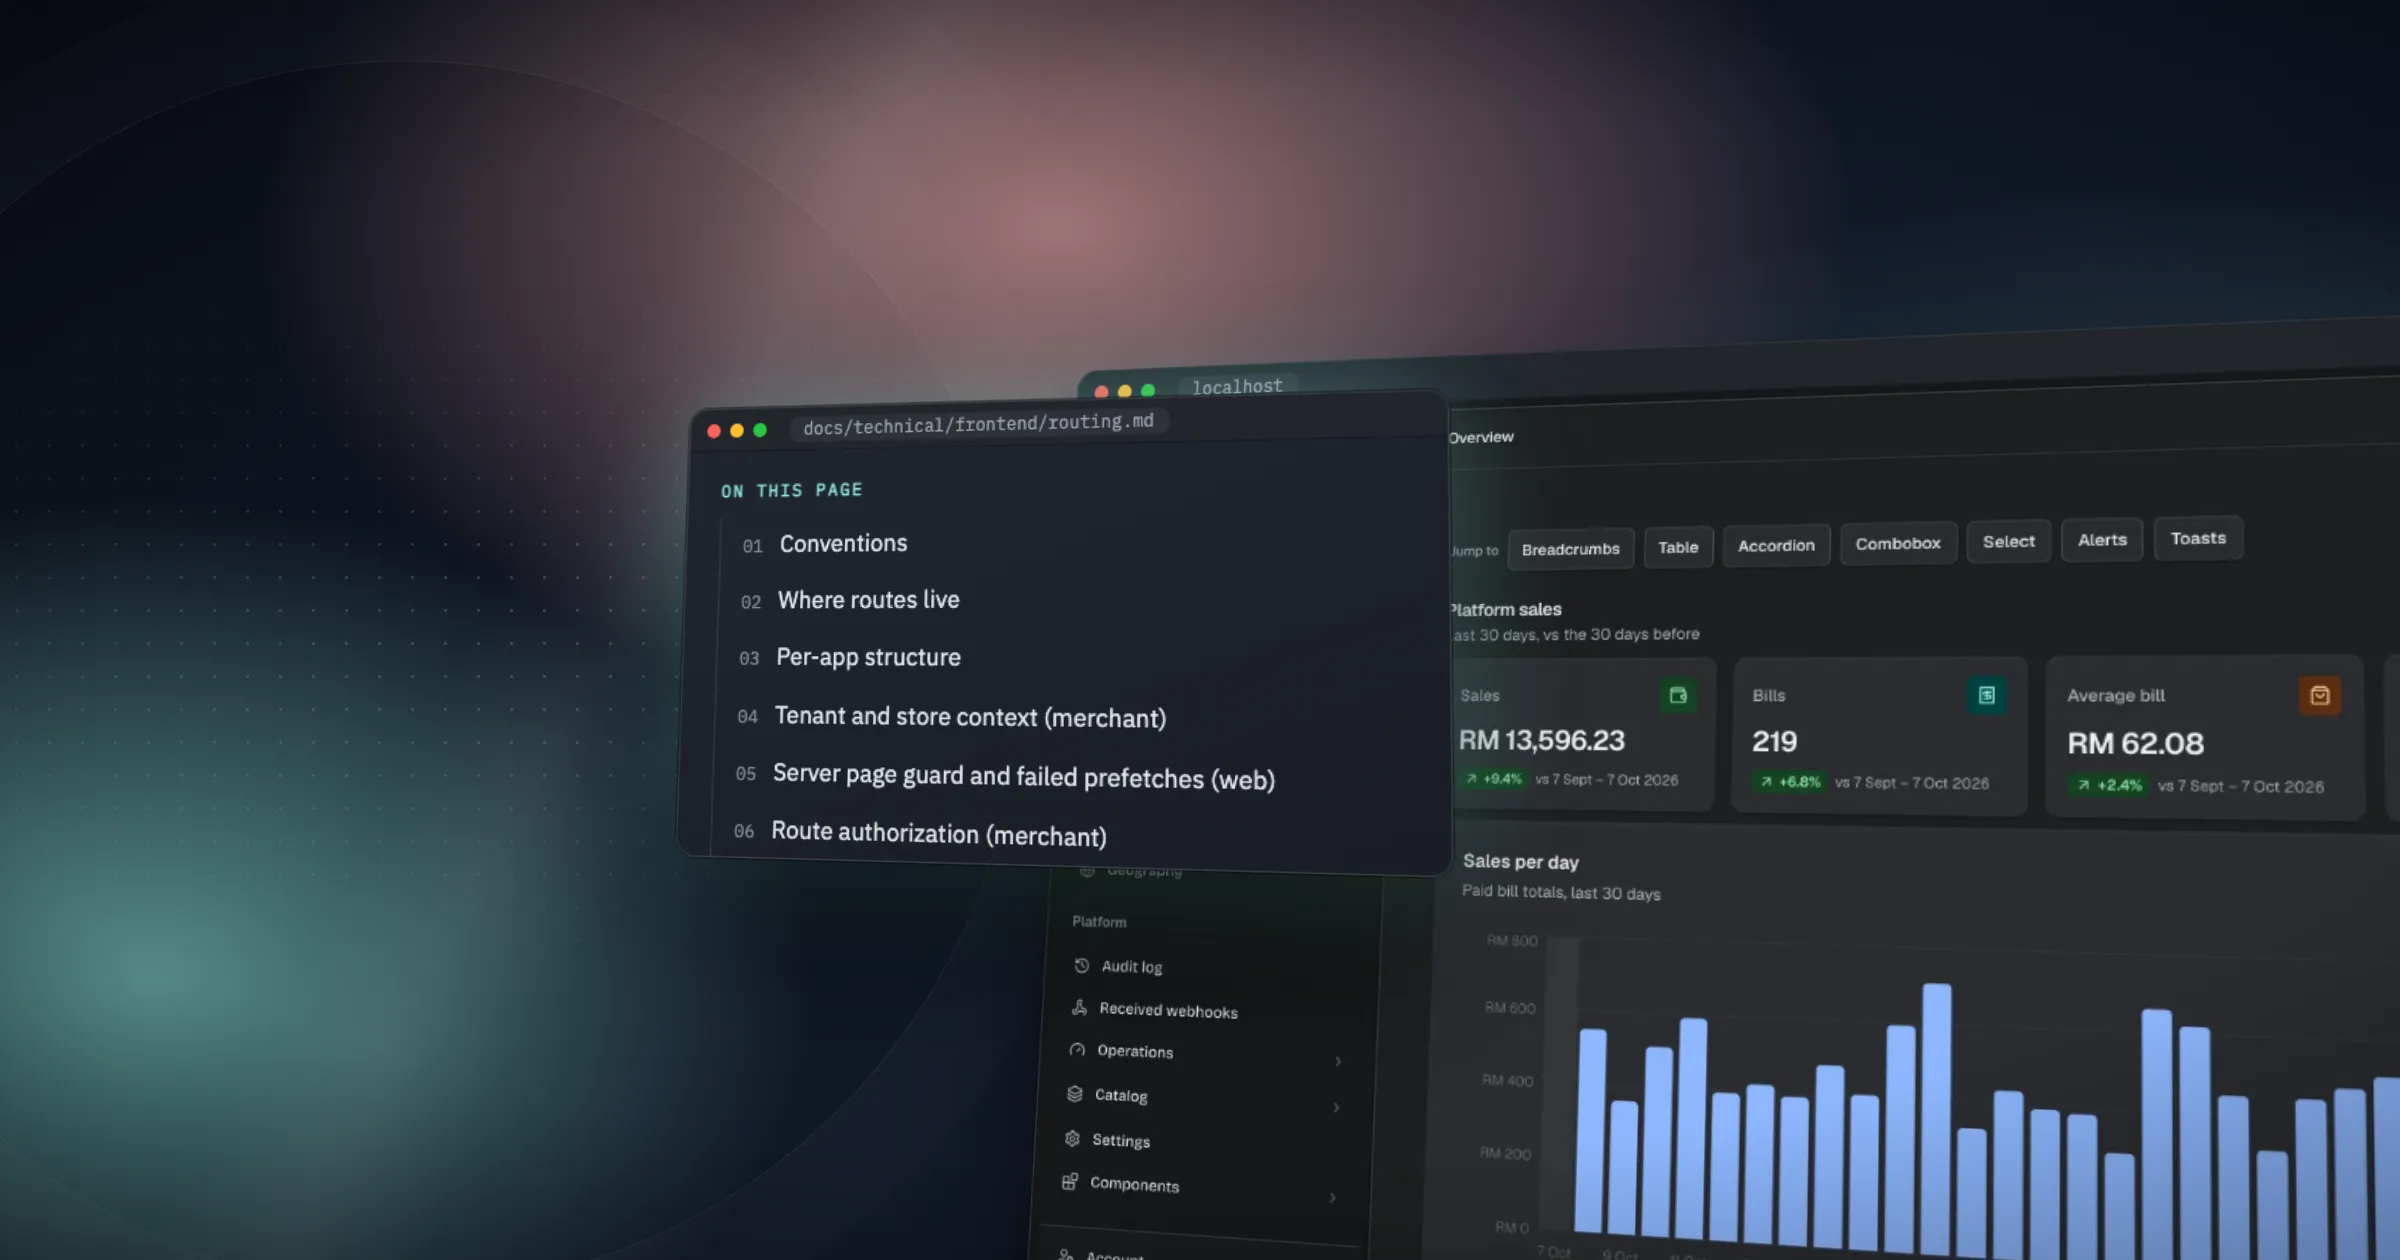 localhost
docs/technical/frontend/routing.md
ON THIS PAGE
01 Conventions
02 Where routes live
03 Per-app structure
04 Tenant and store context (merchant)
05 Server page guard and failed prefetches (web)
06 Route authorization (merchant)
Overview
Jump to Breadcrumbs Table Accordion Combobox Select Alerts Toasts
Platform sales
ast 30 days, vs the 30 days before
Sales
RM 13,596.23
+9.4% vs 7 Sept – 7 Oct 2026
Bills
219
+6.8% vs 7 Sept – 7 Oct 2026
Average bill
RM 62.08
+2.4% vs 7 Sept – 7 Oct 2026
Sales per day
Paid bill totals, last 30 days
RM 800
RM 600
RM 400
RM 200
RM 0
7 Oct 9 Oct
Geography
Platform
Audit log
Received webhooks
Operations
Catalog
Settings
Components
Account